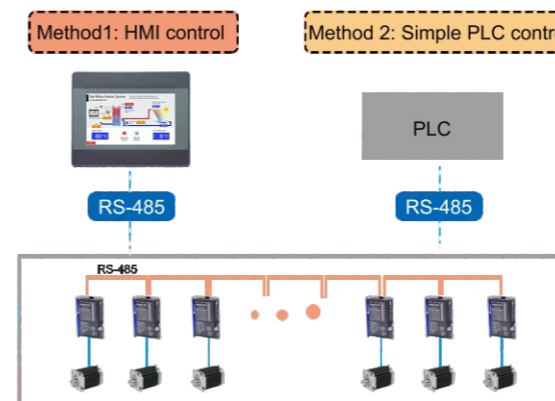 Method1: HMI control
Method 2: Simple PLC contr
PLC
RS-485
RS-485
RS-485